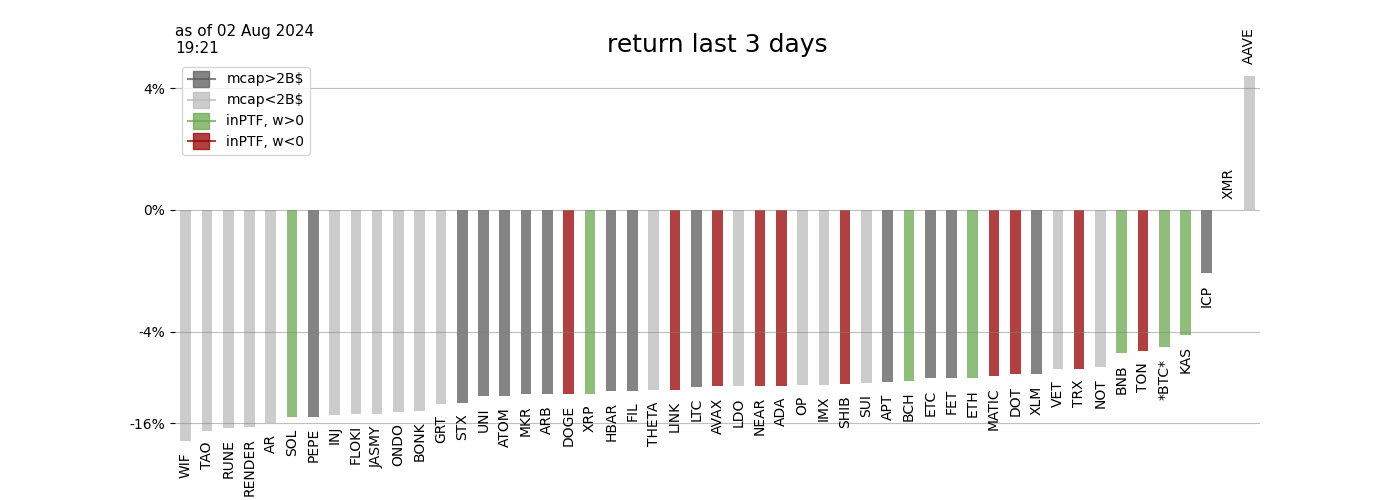 as of 02 Aug 2024
19:21
return last 3 days
mcap>2B$
mcap<2B$
inPTF, w>0
inPTF, w<0
4%
0%
-4%
-16%
WIF
TAO
RUNE
RENDER
AR
SOL
PEPE
INJ
FLOKI
JASMY
ONDO
BONK
GRT
STX
UNI
ATOM
MKR
ARB
DOGE
XRP
HBAR
FIL
THETA
LINK
LTC
AVAX
LDO
NEAR
ADA
OP
IMX
SHIB
SUI
APT
BCH
ETC
FET
ETH
MATIC
DOT
XLM
VET
TRX
NOT
BNB
TON
*BTC*
KAS
ICP
XMR
AAVE